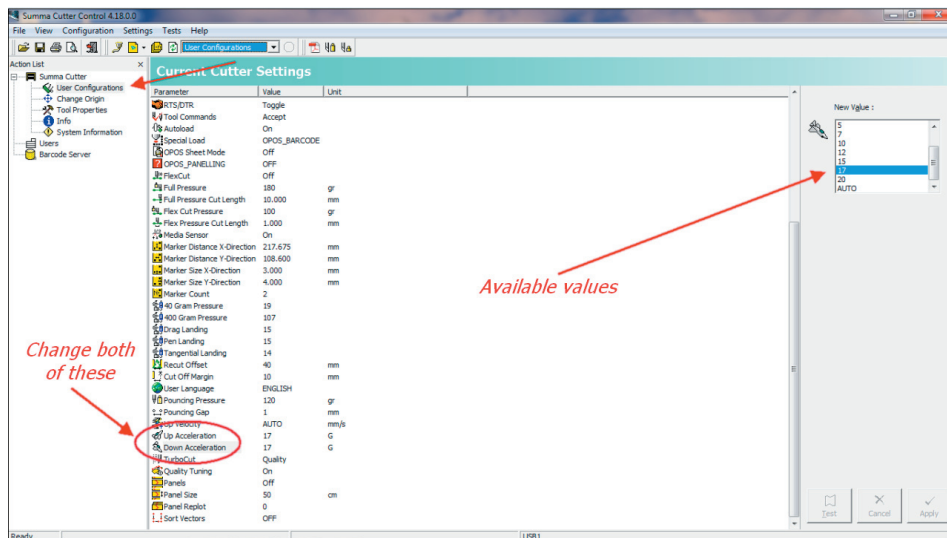 Summa Cutter Control 4.18.0.0
File View Configuration Settings Tests Help
User Configurations
Action List ×
Summa Cutter
User Configurations
Change Origin
Tool Properties
Info
System Information
Users
Barcode Server
Current Cutter Settings
Parameter Value Unit
RTS/DTR Toggle
Tool Commands Accept
Autoload On
Special Load OPOS_BARCODE
OPOS Sheet Mode Off
OPOS_PANELLING OFF
FlexCut Off
Full Pressure 180 gr
Full Pressure Cut Length 10.000 mm
Flex Cut Pressure 100 gr
Flex Pressure Cut Length 1.000 mm
Media Sensor On
Marker Distance X-Direction 217.675 mm
Marker Distance Y-Direction 108.600 mm
Marker Size X-Direction 3.000 mm
Marker Size Y-Direction 4.000 mm
Marker Count 2
40 Gram Pressure 19
400 Gram Pressure 107
Drag Landing 15
Pen Landing 15
Tangential Landing 14
Recut Offset 40 mm
Cut Off Margin 10 mm
User Language ENGLISH
Pouncing Pressure 120 gr
Pouncing Gap 1 mm
Up Velocity AUTO mm/s
Up Acceleration 17 G
Down Acceleration 17 G
TurboCut Quality
Quality Tuning On
Panels Off
Panel Size 50 cm
Panel Replot 0
Sort Vectors OFF
New Value :
5
7
10
12
15
17
20
AUTO
Available values
Change both
of these
Test Cancel Apply
Ready USB1